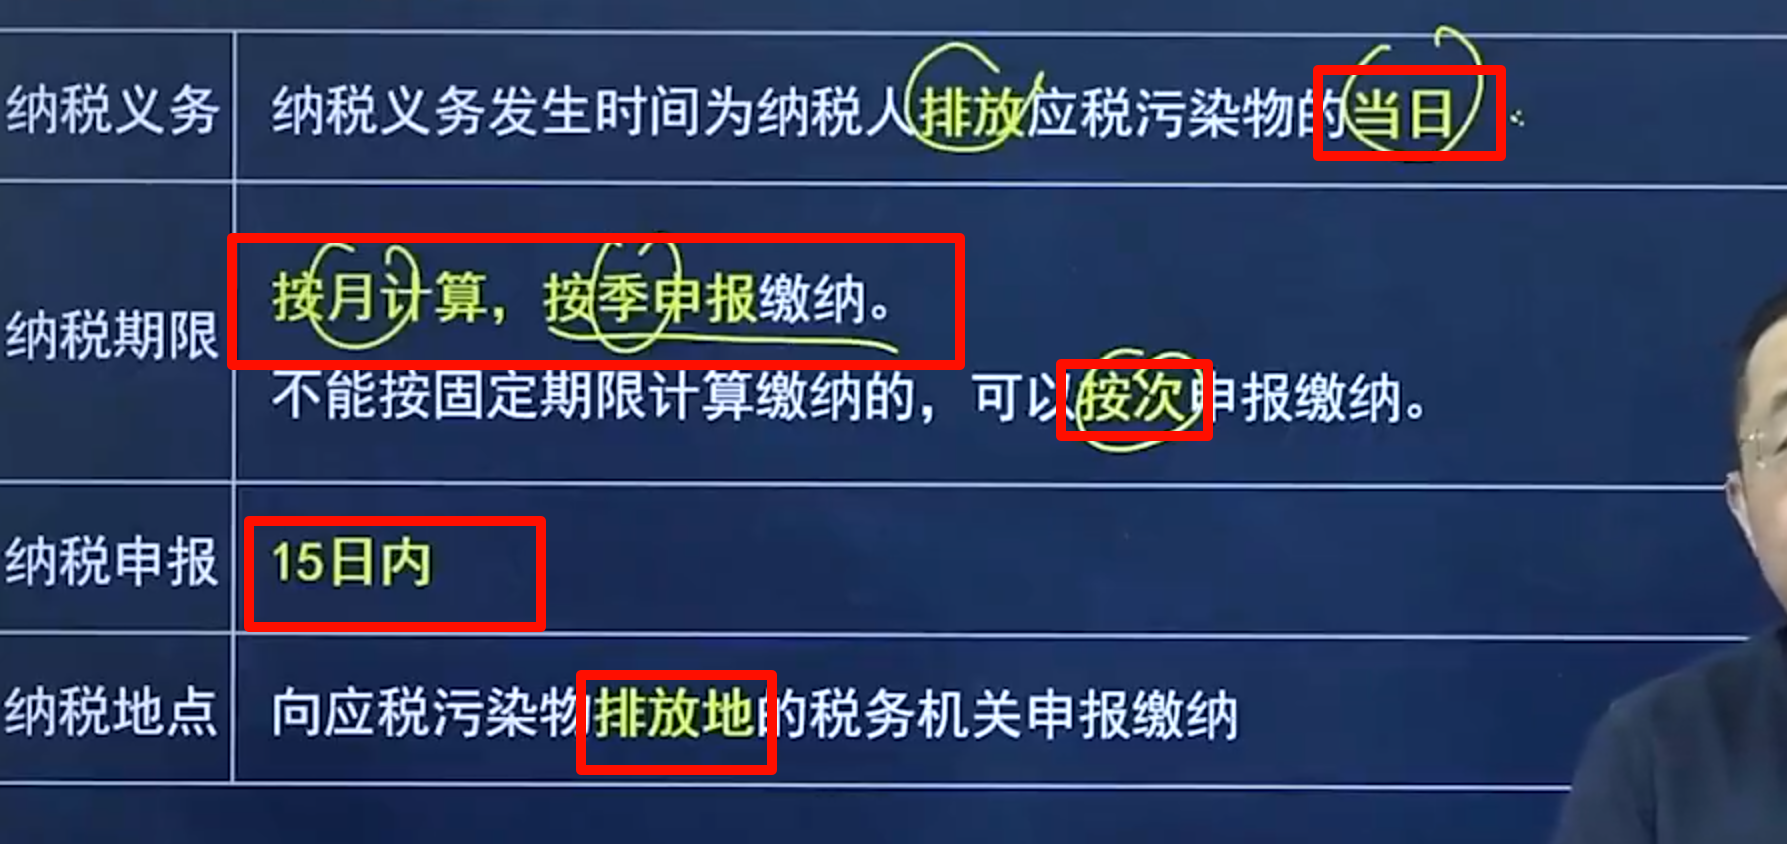 纳税义务
纳税义务发生时间为纳税人排放应税污染物的当日
纳税期限
按月计算，按季申报缴纳。
不能按固定期限计算缴纳的，可以按次申报缴纳。
纳税申报
15日内
纳税地点
向应税污染物排放地的税务机关申报缴纳